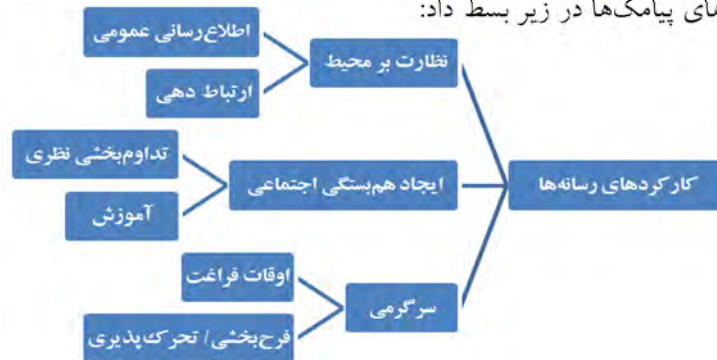 های پیامک‌ها در زیر بسط داد:
کارکردهای رسانه‌ها
نظارت بر محیط
اطلاع‌رسانی عمومی
ارتباط دهی
ایجاد هم‌بستگی اجتماعی
تداوم‌بخشی نظری
آموزش
سرگرمی
اوقات فراغت
فرح‌بخشی/ تحرک‌پذیری